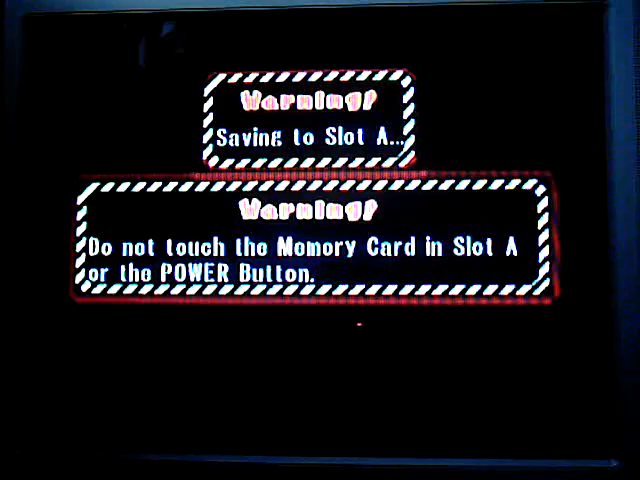 Warning!
Saving to Slot A...
Warning!
Do not touch the Memory Card in Slot A
or the POWER Button.